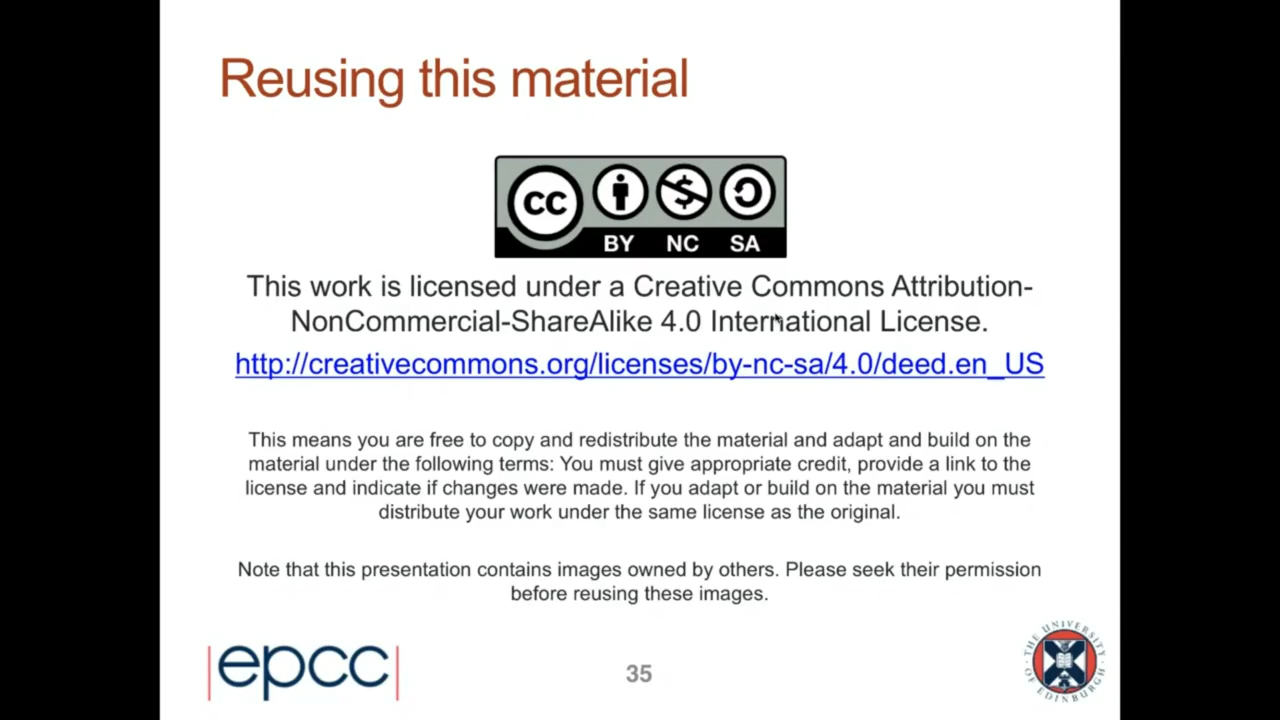 Reusing this material
CC
BY NC SA
This work is licensed under a Creative Commons Attribution-
NonCommercial-ShareAlike 4.0 International License.
http://creativecommons.org/licenses/by-nc-sa/4.0/deed.en_US
This means you are free to copy and redistribute the material and adapt and build on the
material under the following terms: You must give appropriate credit, provide a link to the
license and indicate if changes were made. If you adapt or build on the material you must
distribute your work under the same license as the original.
Note that this presentation contains images owned by others. Please seek their permission
before reusing these images.
epcc
35
THE UNIVERSITY OF EDINBURGH